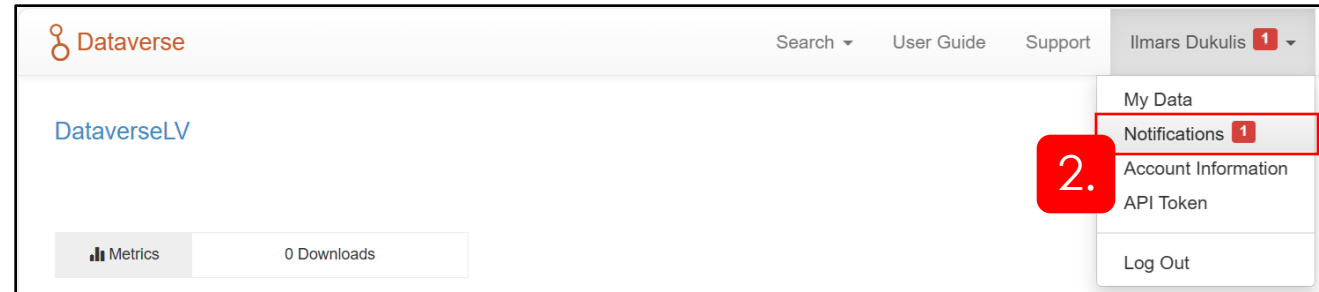 Dataverse
Search User Guide Support Ilmars Dukulis 1
My Data
DataverseLV
Notifications 1
2.
Account Information
API Token
Metrics 0 Downloads
Log Out